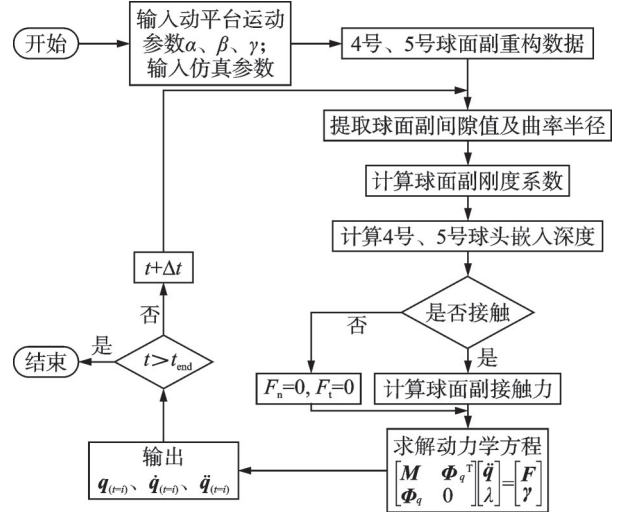 开始
输入动平台运动
参数α、β、γ；
输入仿真参数
4号、5号球面副重构数据
提取球面副间隙值及曲率半径
计算球面副刚度系数
计算4号、5号球头嵌入深度
是否接触
否
是
Fₙ=0, Fₜ=0
计算球面副接触力
求解动力学方程
[M Φ_qᵀ][q̈]=[F]
[Φ_q 0][λ]=[γ]
输出
q₍ₜ₌ᵢ₎、q̇₍ₜ₌ᵢ₎、q̈₍ₜ₌ᵢ₎
t＞t_end
否
t+Δt
是
结束